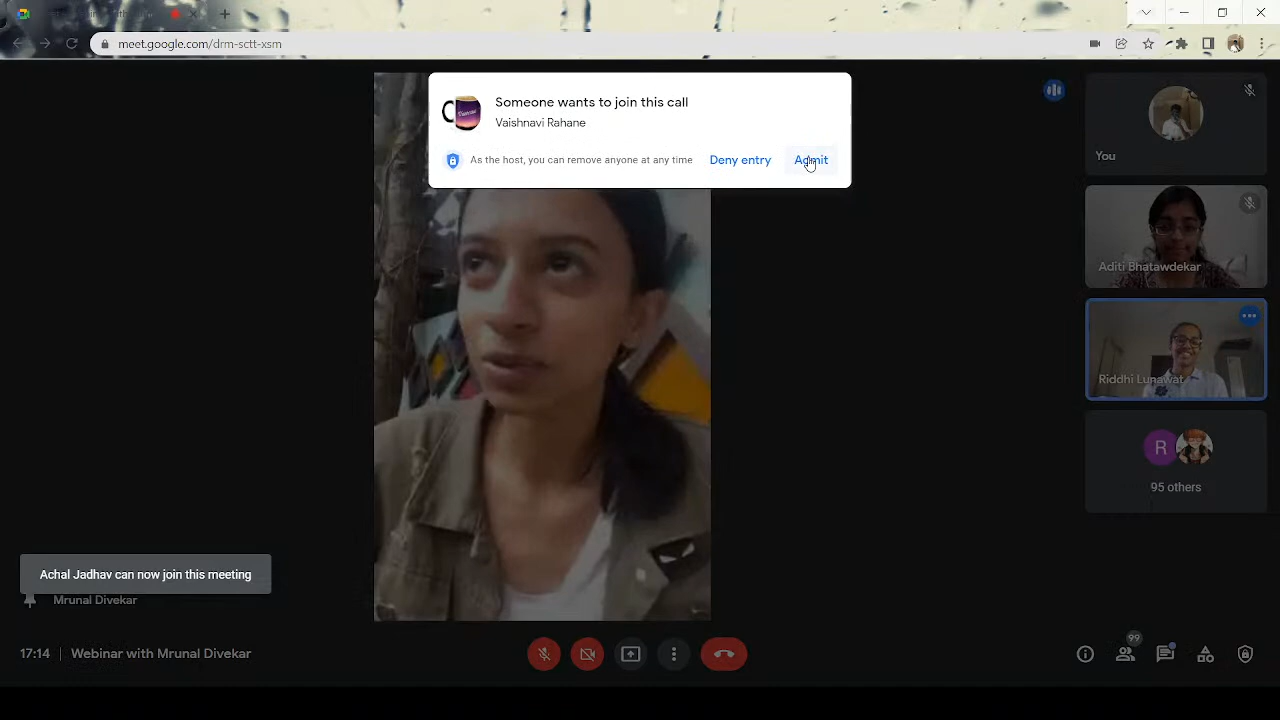 meet.google.com/drm-sctt-xsm
Someone wants to join this call
Vaishnavi Rahane
As the host, you can remove anyone at any time
Deny entry
Admit
You
Aditi Bhatawdekar
Riddhi Lunawat
R
95 others
Achal Jadhav can now join this meeting
Mrunal Divekar
17:14 | Webinar with Mrunal Divekar
99